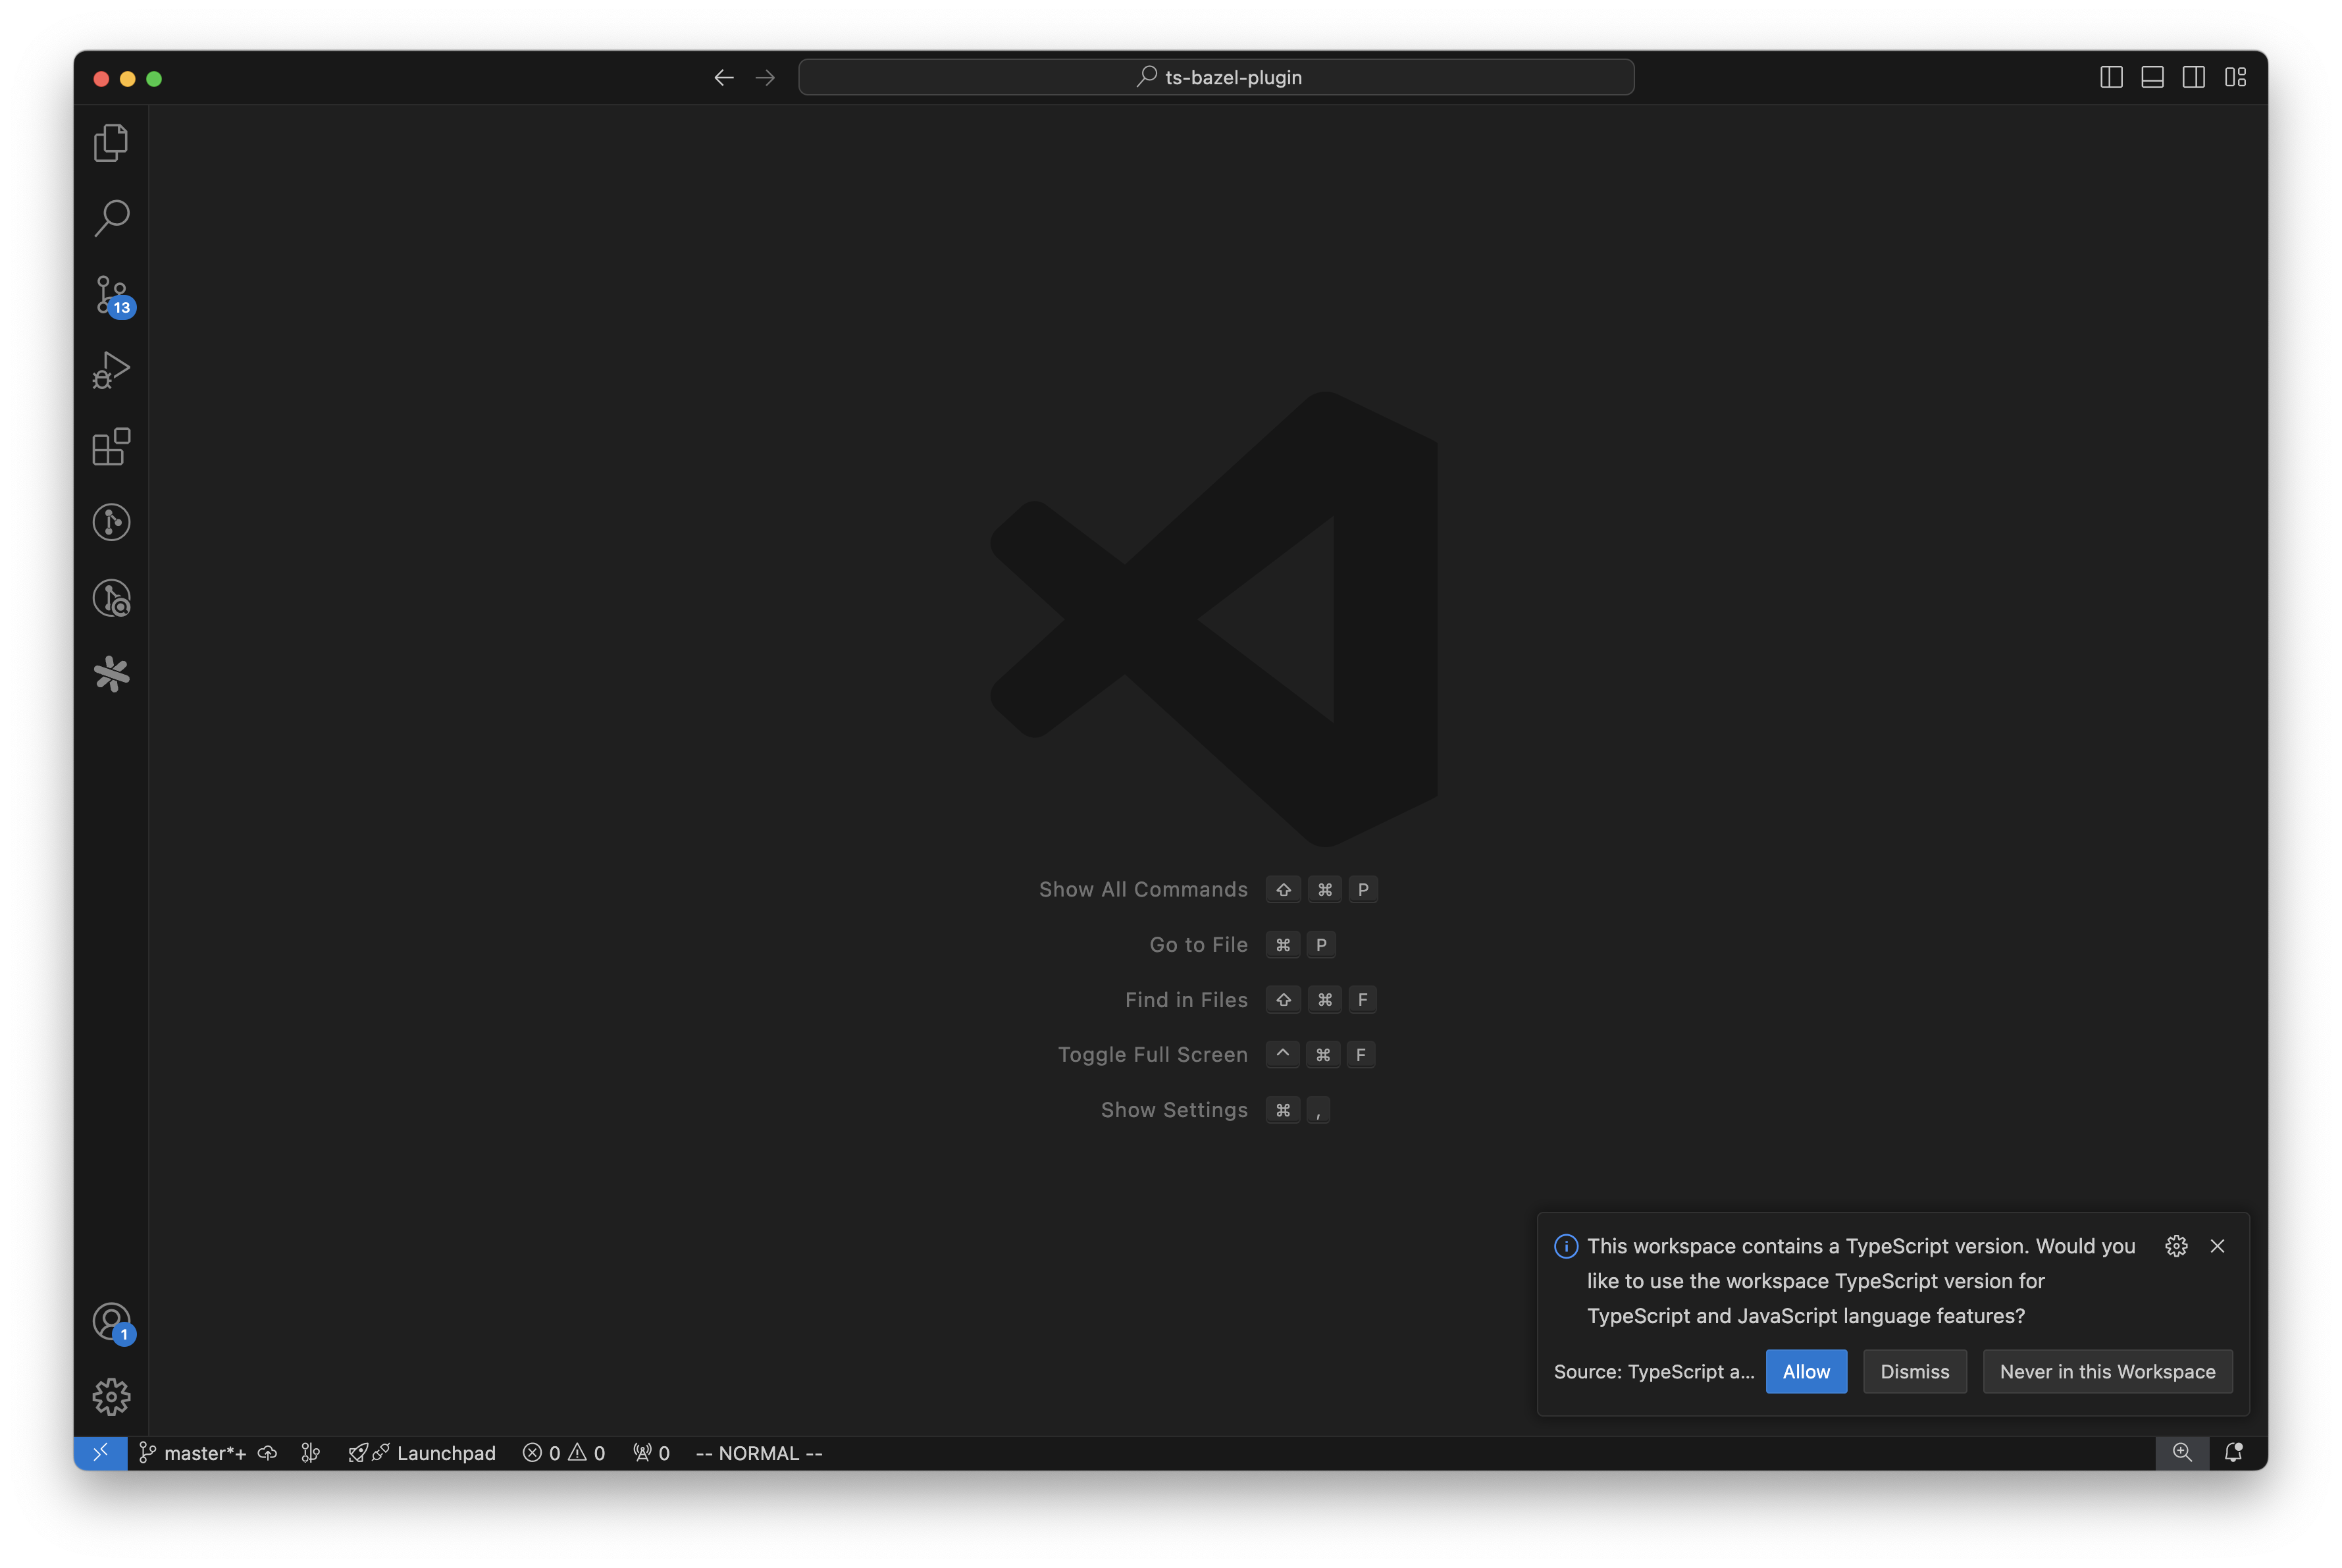 ts-bazel-plugin
13
Show All Commands ⇧ ⌘ P
Go to File ⌘ P
Find in Files ⇧ ⌘ F
Toggle Full Screen ^ ⌘ F
Show Settings ⌘ ,
This workspace contains a TypeScript version. Would you
like to use the workspace TypeScript version for
TypeScript and JavaScript language features?
Source: TypeScript a... Allow Dismiss Never in this Workspace
1
master*+ Launchpad 0 0 0 -- NORMAL --